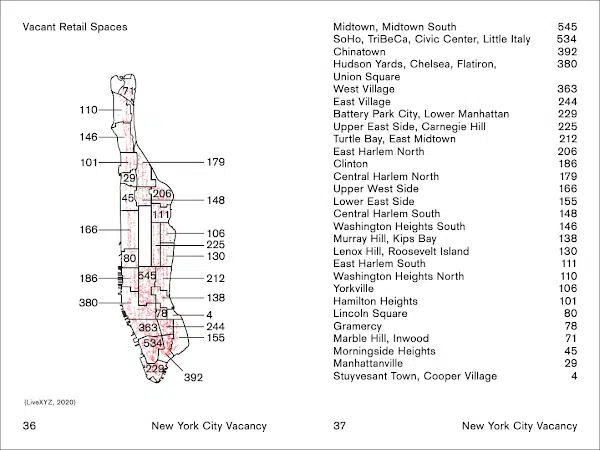 Vacant Retail Spaces
71
110
146
101
179
29
45
206
148
111
166
106
225
130
80
545
186
212
380
138
78
4
363
244
534
155
229
392
(LiveXYZ, 2020)
36 New York City Vacancy
Midtown, Midtown South 545
SoHo, TriBeCa, Civic Center, Little Italy 534
Chinatown 392
Hudson Yards, Chelsea, Flatiron, 380
Union Square
West Village 363
East Village 244
Battery Park City, Lower Manhattan 229
Upper East Side, Carnegie Hill 225
Turtle Bay, East Midtown 212
East Harlem North 206
Clinton 186
Central Harlem North 179
Upper West Side 166
Lower East Side 155
Central Harlem South 148
Washington Heights South 146
Murray Hill, Kips Bay 138
Lenox Hill, Roosevelt Island 130
East Harlem South 111
Washington Heights North 110
Yorkville 106
Hamilton Heights 101
Lincoln Square 80
Gramercy 78
Marble Hill, Inwood 71
Morningside Heights 45
Manhattanville 29
Stuyvesant Town, Cooper Village 4
37 New York City Vacancy